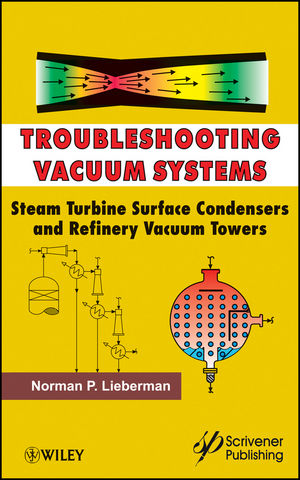 TROUBLESHOOTING
VACUUM SYSTEMS
Steam Turbine Surface Condensers
and Refinery Vacuum Towers
Norman P. Lieberman
WILEY
Scrivener
Publishing